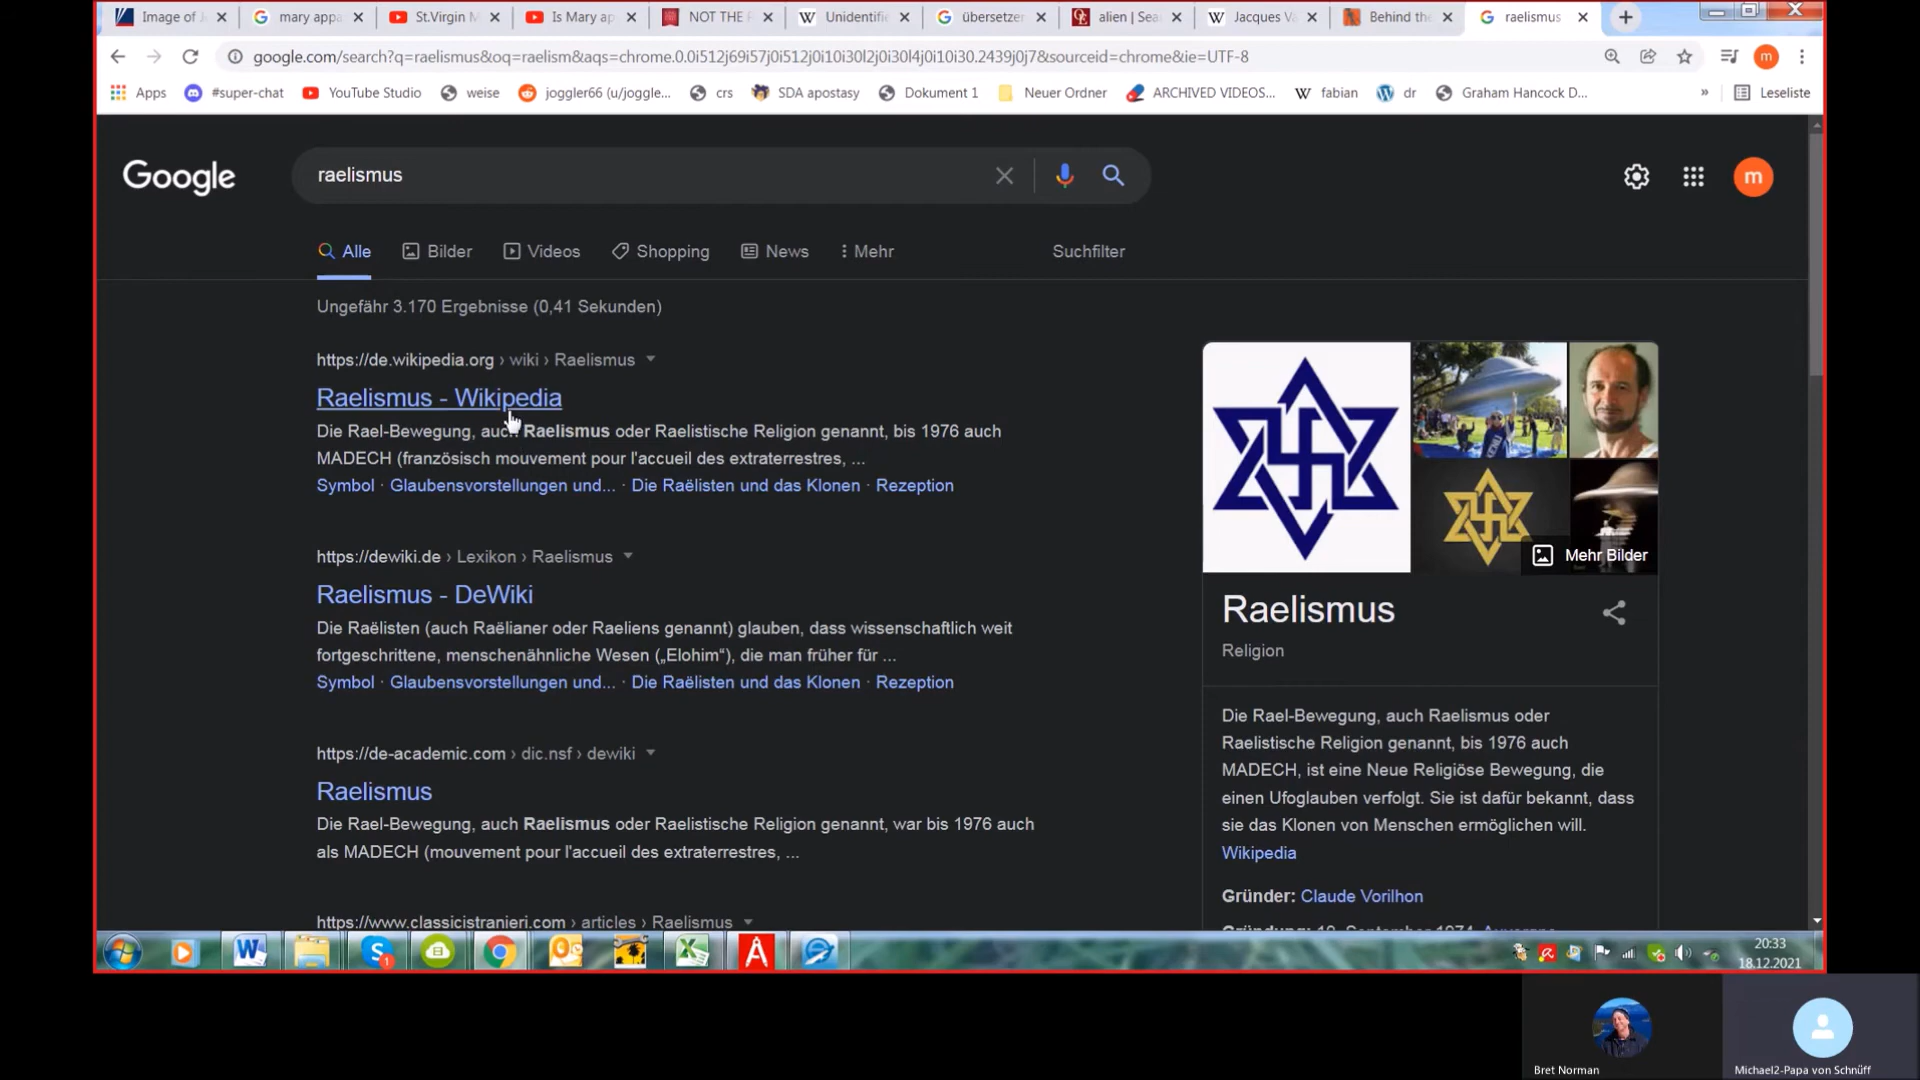 Image of J
mary appa
St.Virgin M
Is Mary ap
NOT THE F
Unidentifie
übersetzer
alien | Sea
Jacques Va
Behind the
raelismus
google.com/search?q=raelismus&oq=raelism&aqs=chrome.0.0i512j69i57j0i512j0i10i30l2j0i30l4j0i10i30.2439j0j7&sourceid=chrome&ie=UTF-8
m
Apps
#super-chat
YouTube Studio
weise
joggler66 (u/joggle...
crs
SDA apostasy
Dokument 1
Neuer Ordner
ARCHIVED VIDEOS...
fabian
dr
Graham Hancock D...
»
Leseliste
Google
raelismus
m
Alle
Bilder
Videos
Shopping
News
Mehr
Suchfilter
Ungefähr 3.170 Ergebnisse (0,41 Sekunden)
https://de.wikipedia.org › wiki › Raelismus
Raelismus - Wikipedia
Die Rael-Bewegung, auch Raelismus oder Raelistische Religion genannt, bis 1976 auch
MADECH (französisch mouvement pour l'accueil des extraterrestres, ...
Symbol · Glaubensvorstellungen und... · Die Raëlisten und das Klonen · Rezeption
https://dewiki.de › Lexikon › Raelismus
Raelismus - DeWiki
Die Raëlisten (auch Raëlianer oder Raeliens genannt) glauben, dass wissenschaftlich weit
fortgeschrittene, menschenähnliche Wesen („Elohim“), die man früher für ...
Symbol · Glaubensvorstellungen und... · Die Raëlisten und das Klonen · Rezeption
https://de-academic.com › dic.nsf › dewiki
Raelismus
Die Rael-Bewegung, auch Raelismus oder Raelistische Religion genannt, war bis 1976 auch
als MADECH (mouvement pour l'accueil des extraterrestres, ...
https://www.classicistranieri.com › articles › Raelismus
Mehr Bilder
Raelismus
Religion
Die Rael-Bewegung, auch Raelismus oder
Raelistische Religion genannt, bis 1976 auch
MADECH, ist eine Neue Religiöse Bewegung, die
einen Ufoglauben verfolgt. Sie ist dafür bekannt, dass
sie das Klonen von Menschen ermöglichen will.
Wikipedia
Gründer: Claude Vorilhon
20:33
18.12.2021
Bret Norman
Michael2-Papa von Schnüff